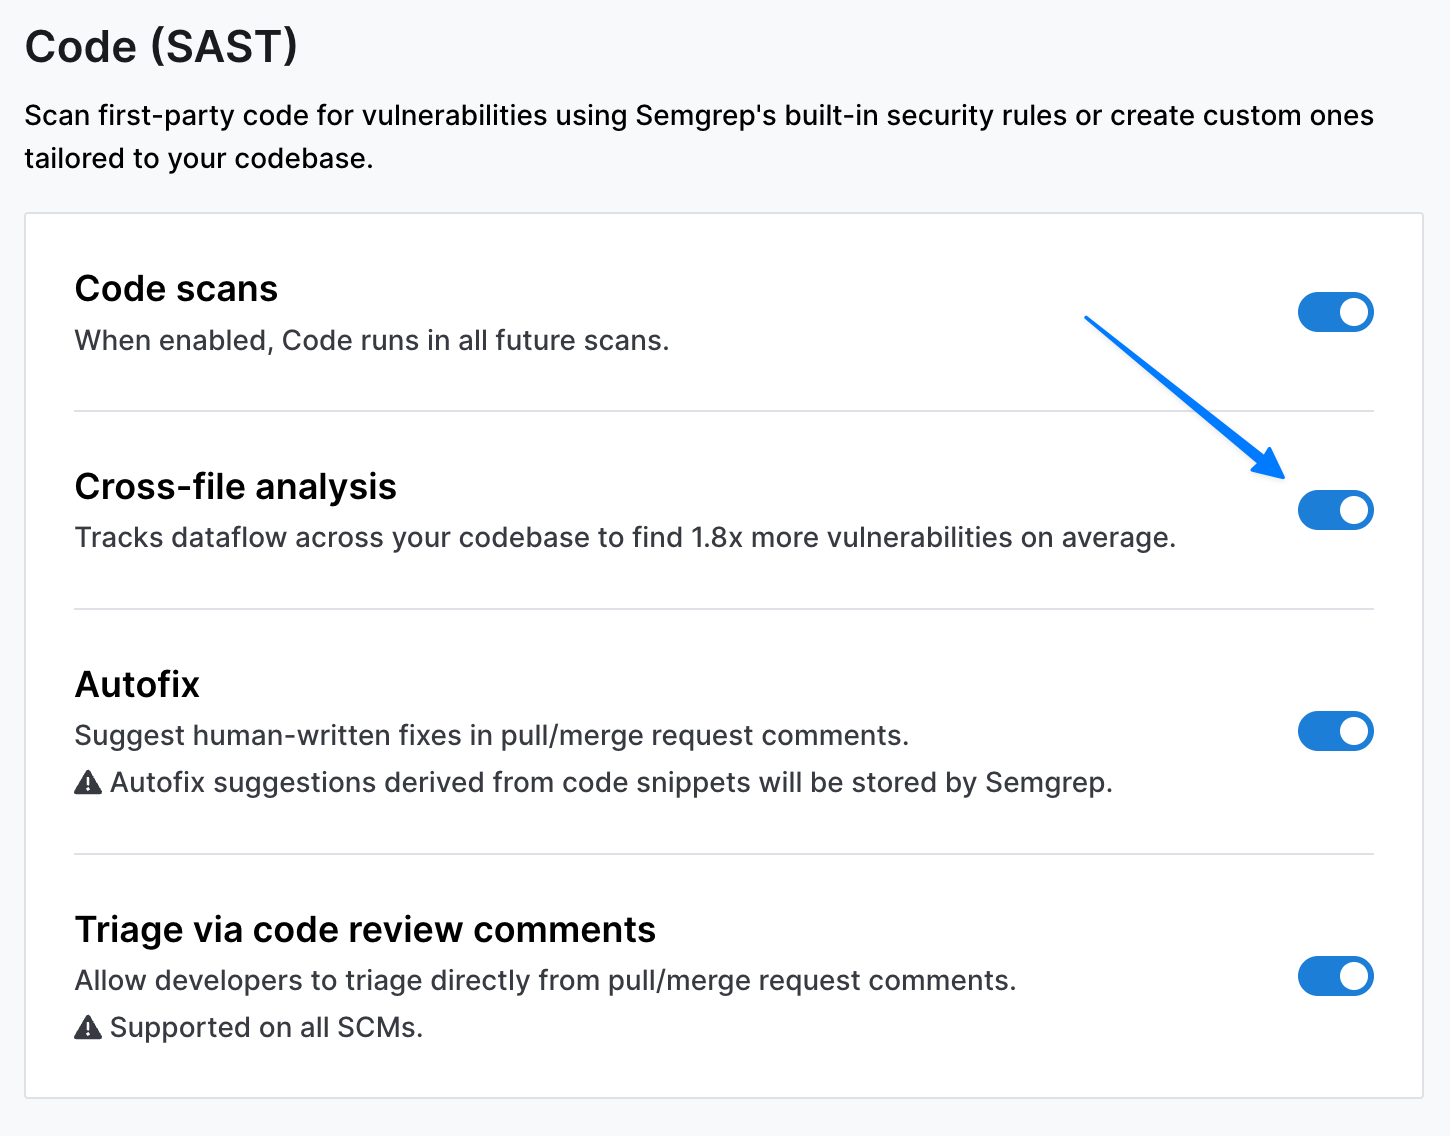 Code (SAST)
Scan first-party code for vulnerabilities using Semgrep's built-in security rules or create custom ones
tailored to your codebase.
Code scans
When enabled, Code runs in all future scans.
Cross-file analysis
Tracks dataflow across your codebase to find 1.8x more vulnerabilities on average.
Autofix
Suggest human-written fixes in pull/merge request comments.
Autofix suggestions derived from code snippets will be stored by Semgrep.
Triage via code review comments
Allow developers to triage directly from pull/merge request comments.
Supported on all SCMs.